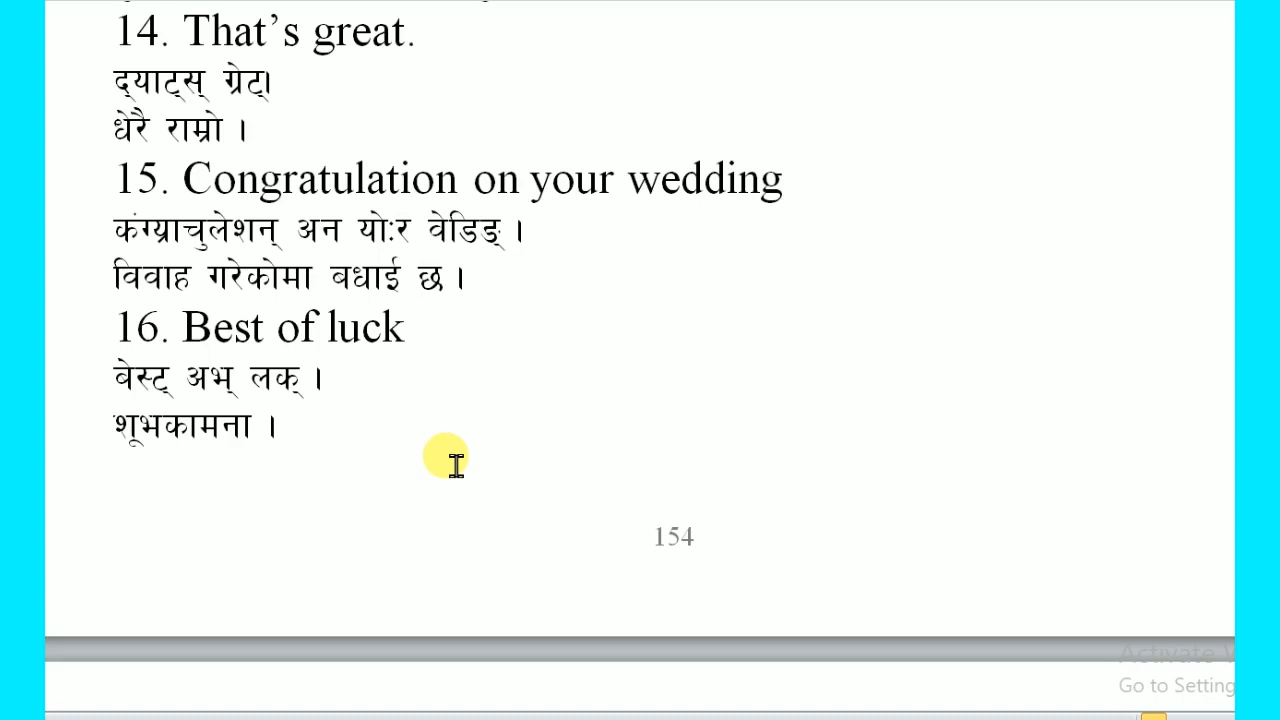 14. That’s great.
द्‌याट्स् ग्रेट्।
धेरै राम्रो ।
15. Congratulation on your wedding
कंग्य्राचुलेशन् अन योःर वेडिङ् ।
विवाह गरेकोमा बधाई छ ।
16. Best of luck
बेस्ट् अभ् लक् ।
शूभकामना ।
154
Activate
Go to Setting